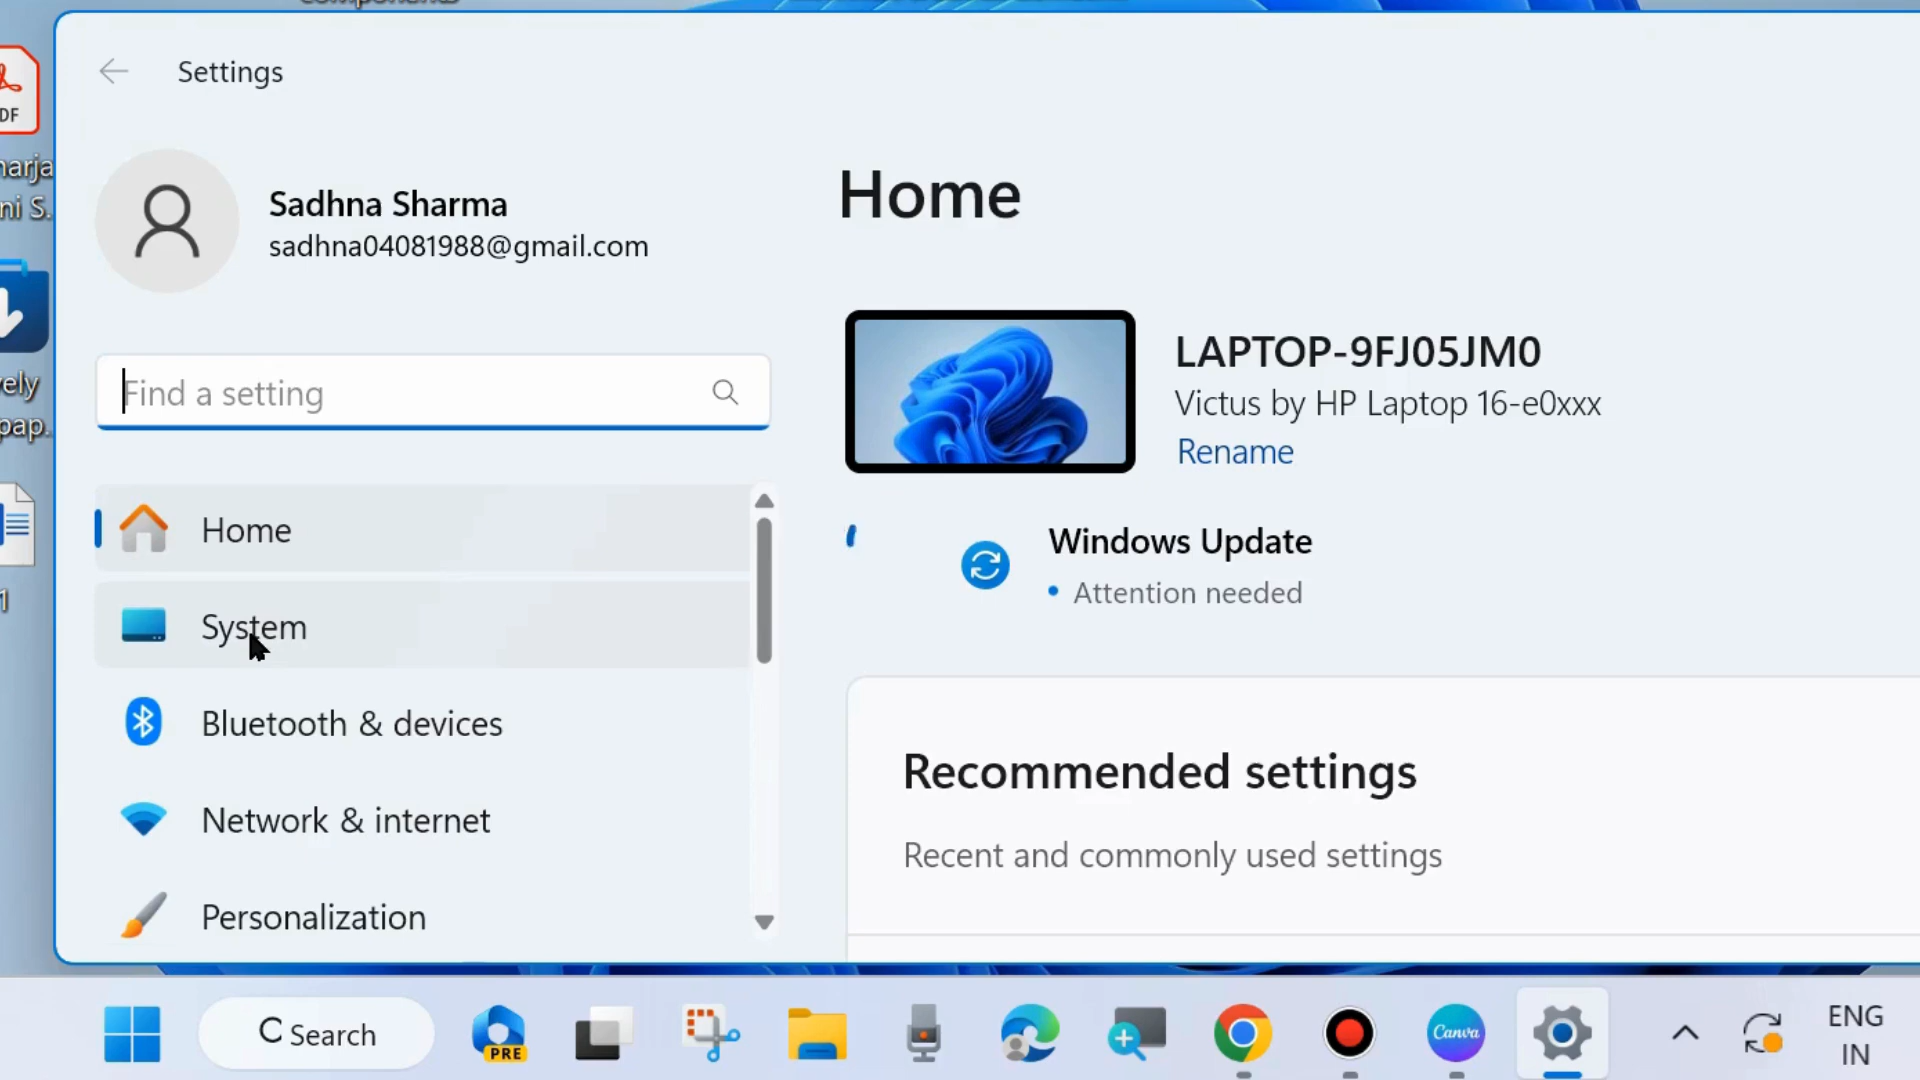 DF
Settings
Sadhna Sharma
sadhna04081988@gmail.com
Home
Find a setting
LAPTOP-9FJ05JM0
Victus by HP Laptop 16-e0xxx
Rename
Home
System
Bluetooth & devices
Network & internet
Personalization
Windows Update
Attention needed
Recommended settings
Recent and commonly used settings
Search
PRE
Canva
ENG
IN